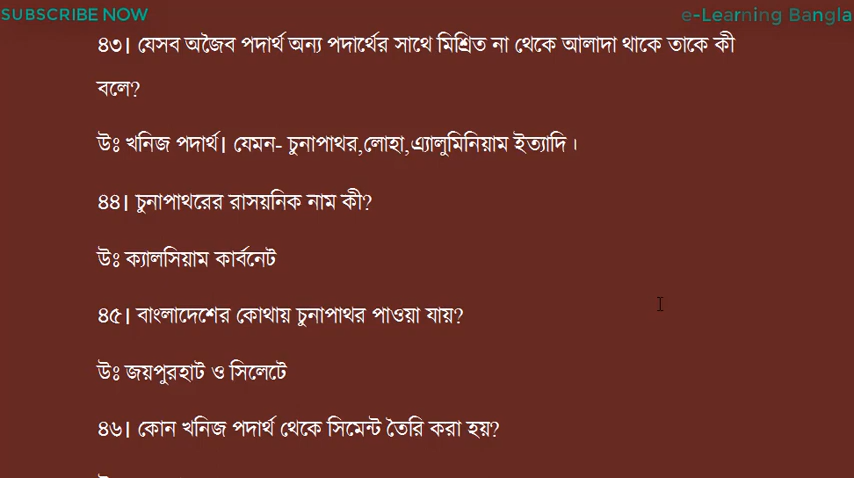 SUBSCRIBE NOW
e-Learning Bangla
৪৩। যেসব অজৈব পদার্থ অন্য পদার্থের সাথে মিশ্রিত না থেকে আলাদা থাকে তাকে কী
বলে?
উঃ খনিজ পদার্থ। যেমন- চুনাপাথর,লোহা,এ্যালুমিনিয়াম ইত্যাদি।
৪৪। চুনাপাথরের রাসয়নিক নাম কী?
উঃ ক্যালসিয়াম কার্বনেট
৪৫। বাংলাদেশের কোথায় চুনাপাথর পাওয়া যায়?
উঃ জয়পুরহাট ও সিলেটে
৪৬। কোন খনিজ পদার্থ থেকে সিমেন্ট তৈরি করা হয়?